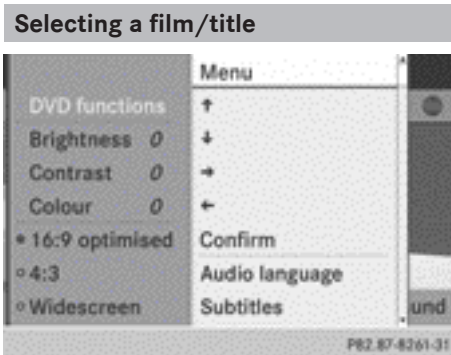 Selecting a film/title
Menu
DVD functions ↑
Brightness 0 ↓
Contrast 0 →
Colour 0 ←
16:9 optimised Confirm
4:3 Audio language
Widescreen Subtitles und
P82.87-8261-31